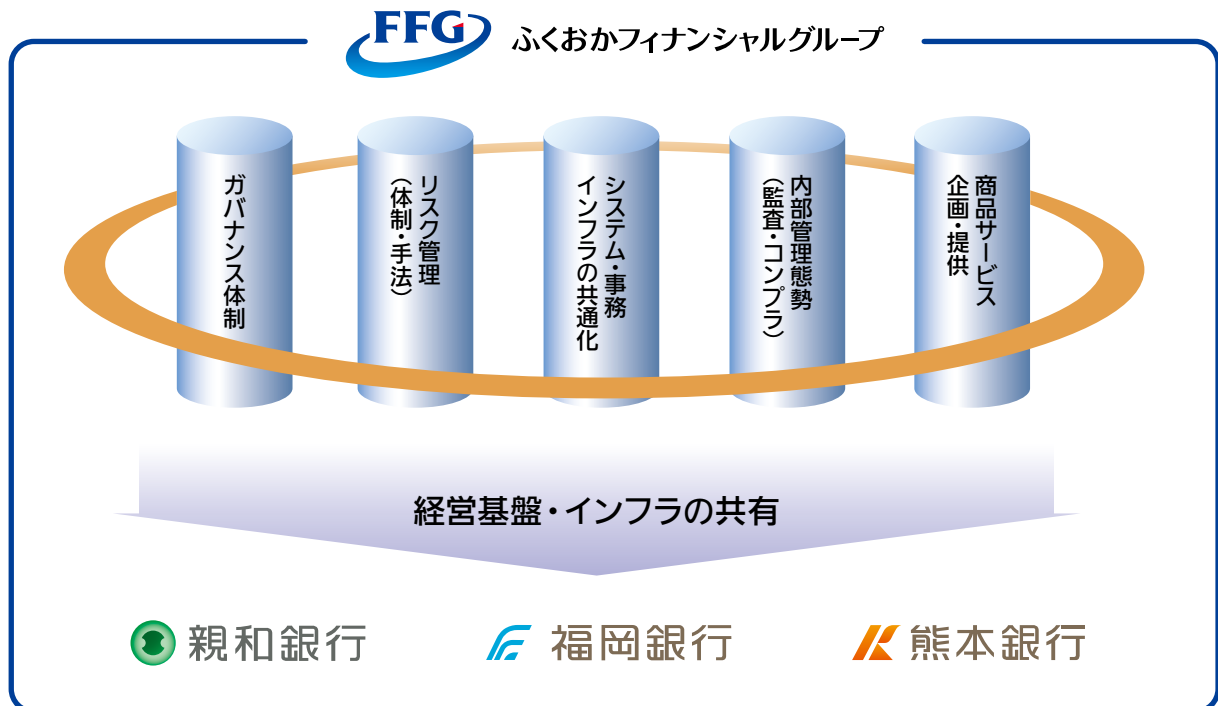 FFG ふくおかフィナンシャルグループ
ガバナンス体制
リスク管理
（体制・手法）
システム・事務
インフラの共通化
内部管理態勢
（監査・コンプラ）
商品サービス
企画・提供
経営基盤・インフラの共有
親和銀行
福岡銀行
熊本銀行